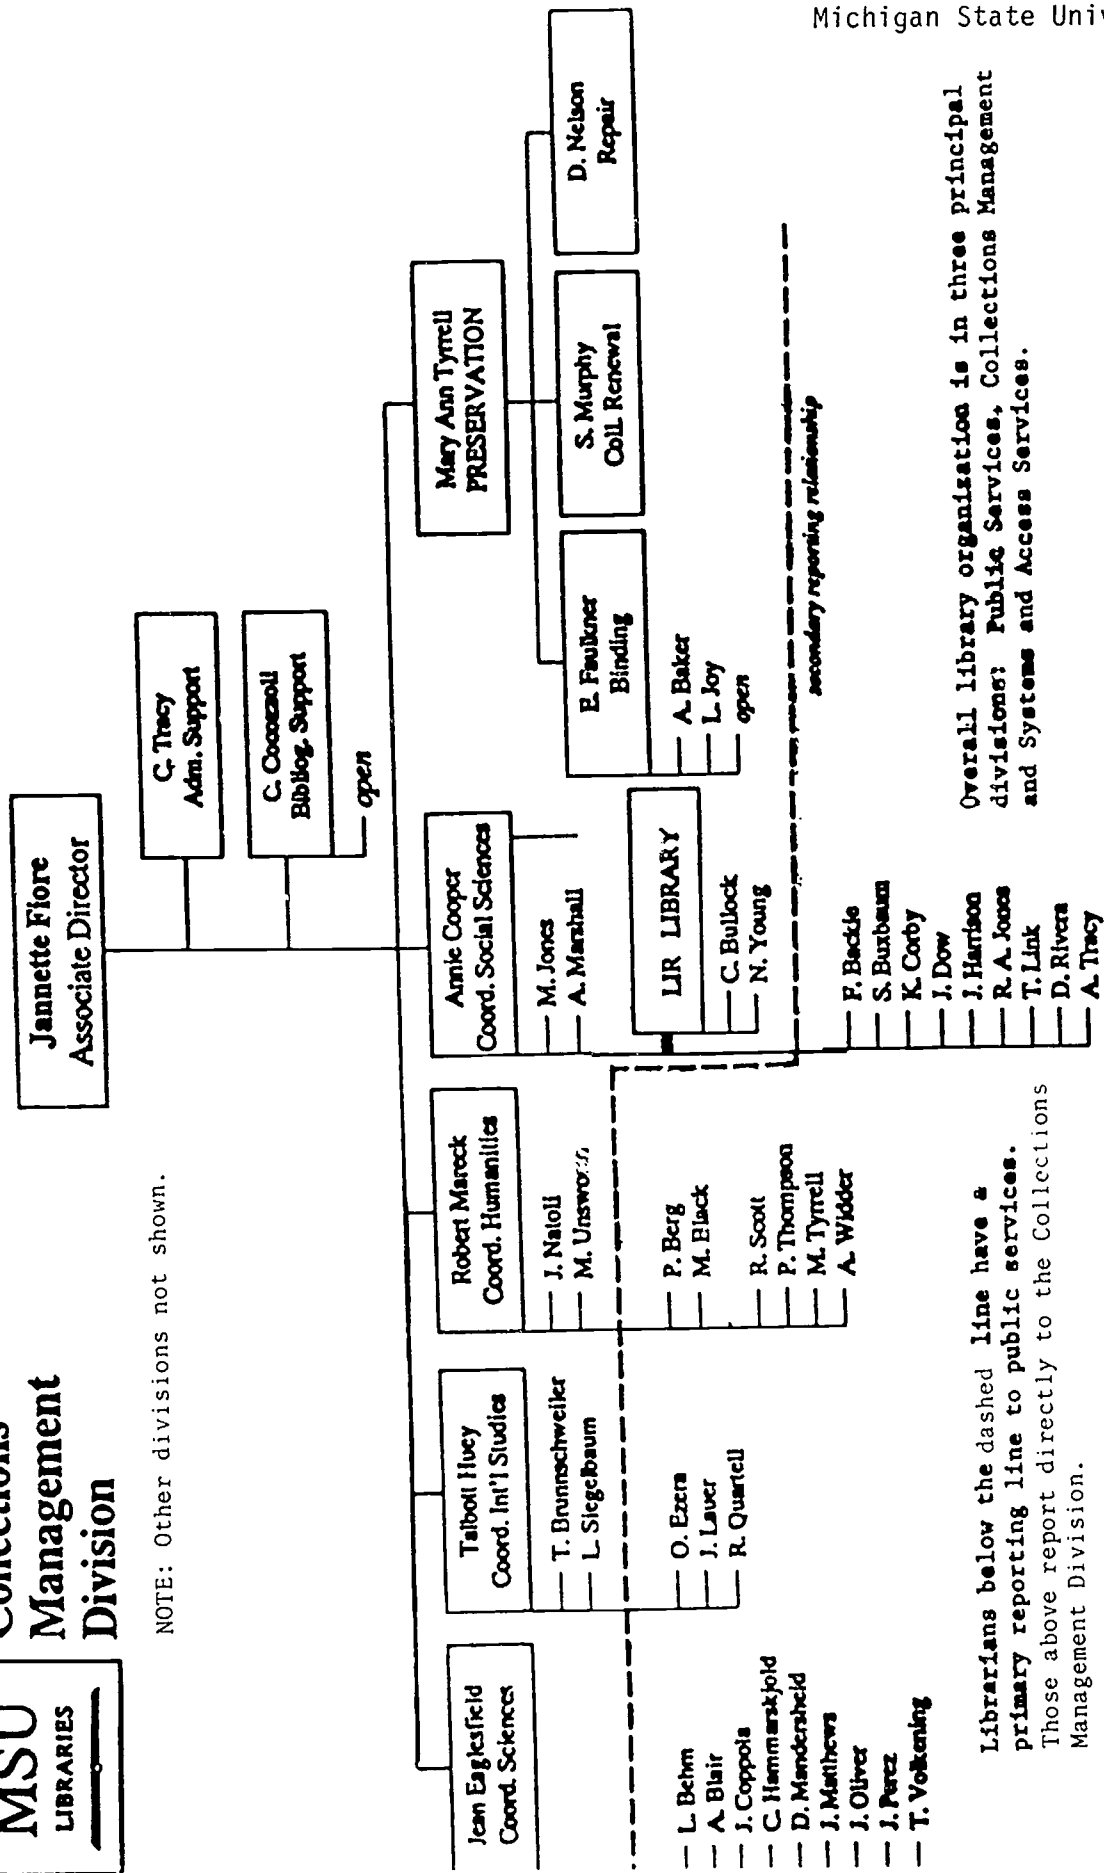 Michigan State Univ
MSU
LIBRARIES
Collections
Management
Division
NOTE: Other divisions not shown.
Jannette Fiore
Associate Director
C. Tracy
Adm. Support
C. Cocozzoli
Bibliog. Support
open
Jean Eaglesfield
Coord. Sciences
L. Behm
A. Blair
J. Coppola
C. Hammarskjold
D. Mandersheid
J. Matthews
J. Oliver
J. Perez
T. Volkening
Talbott Huey
Coord. Int'l Studies
T. Brunnschweiler
L. Siegelbaum
O. Ezera
J. Lauer
R. Quartell
Robert Mareck
Coord. Humanities
J. Natoli
M. Unsworth
P. Berg
M. Black
R. Scott
P. Thompson
M. Tyrrell
A. Widder
Annie Cooper
Coord. Social Sciences
M. Jones
A. Marshall
LIR LIBRARY
C. Bullock
N. Young
F. Backle
S. Buxbaum
K. Corby
J. Dow
J. Harrison
R. A. Jonos
T. Link
D. Rivera
A. Tracy
Mary Ann Tyrrell
PRESERVATION
E. Faulkner
Binding
A. Baker
L. Joy
open
S. Murphy
Coll. Renewal
D. Nelson
Repair
secondary reporting relationship
Librarians below the dashed line have a
primary reporting line to public services.
Those above report directly to the Collections
Management Division.
Overall library organization is in three principal
divisions: Public Services, Collections Management
and Systems and Access Services.